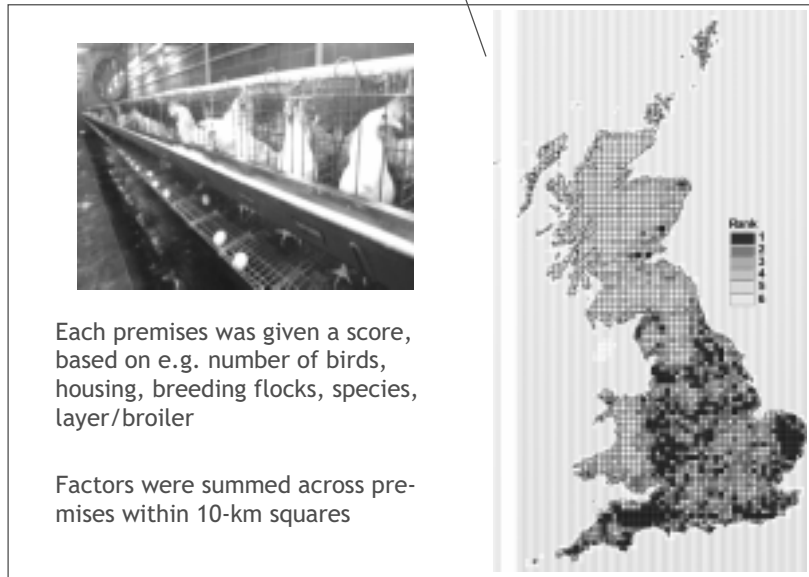 Each premises was given a score,
based on e.g. number of birds,
housing, breeding flocks, species,
layer/broiler
Factors were summed across pre-
mises within 10-km squares
Rank
1
2
3
4
5
6